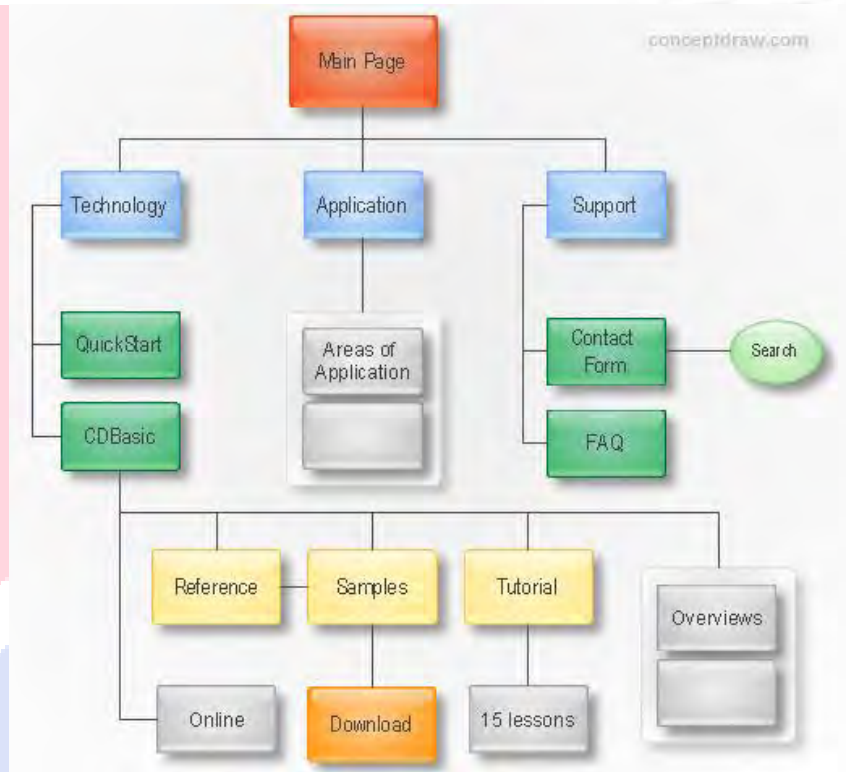 conceptdraw.com
Main Page
Technology
Application
Support
QuickStart
Areas of
Application
Contact
Form
Search
CDBasic
FAQ
Reference
Samples
Tutorial
Overviews
Online
Download
15 lessons